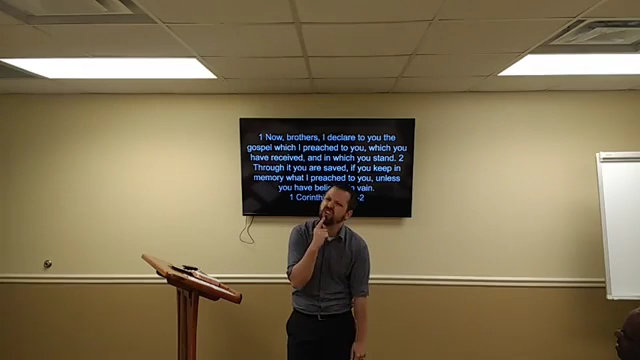 1 Now, brothers, I declare to you the
gospel which I preached to you, which you
have received, and in which you stand. 2
Through it you are saved, if you keep in
memory what I preached to you, unless
you have vain.
1 -2